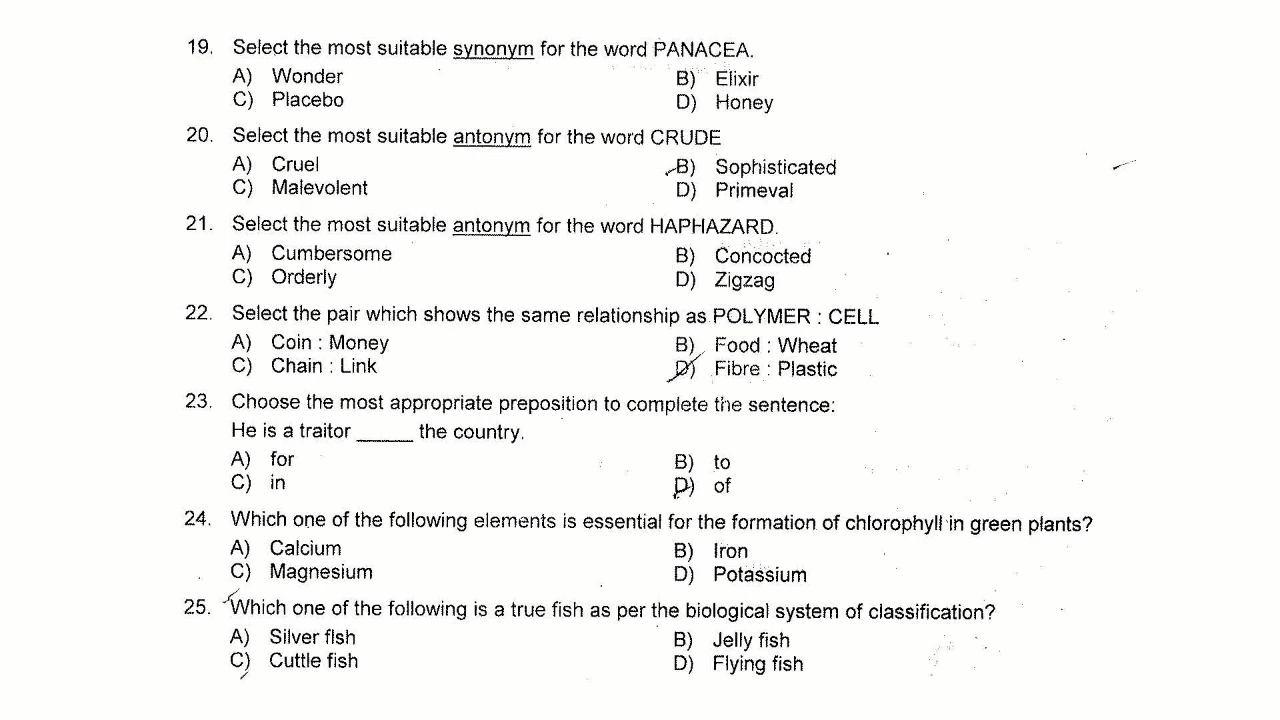 19. Select the most suitable synonym for the word PANACEA.
A) Wonder B) Elixir
C) Placebo D) Honey
20. Select the most suitable antonym for the word CRUDE
A) Cruel B) Sophisticated
C) Malevolent D) Primeval
21. Select the most suitable antonym for the word HAPHAZARD.
A) Cumbersome B) Concocted
C) Orderly D) Zigzag
22. Select the pair which shows the same relationship as POLYMER : CELL
A) Coin : Money B) Food : Wheat
C) Chain : Link D) Fibre : Plastic
23. Choose the most appropriate preposition to complete the sentence:
He is a traitor _____ the country.
A) for B) to
C) in D) of
24. Which one of the following elements is essential for the formation of chlorophyll in green plants?
A) Calcium B) Iron
C) Magnesium D) Potassium
25. Which one of the following is a true fish as per the biological system of classification?
A) Silver fish B) Jelly fish
C) Cuttle fish D) Flying fish